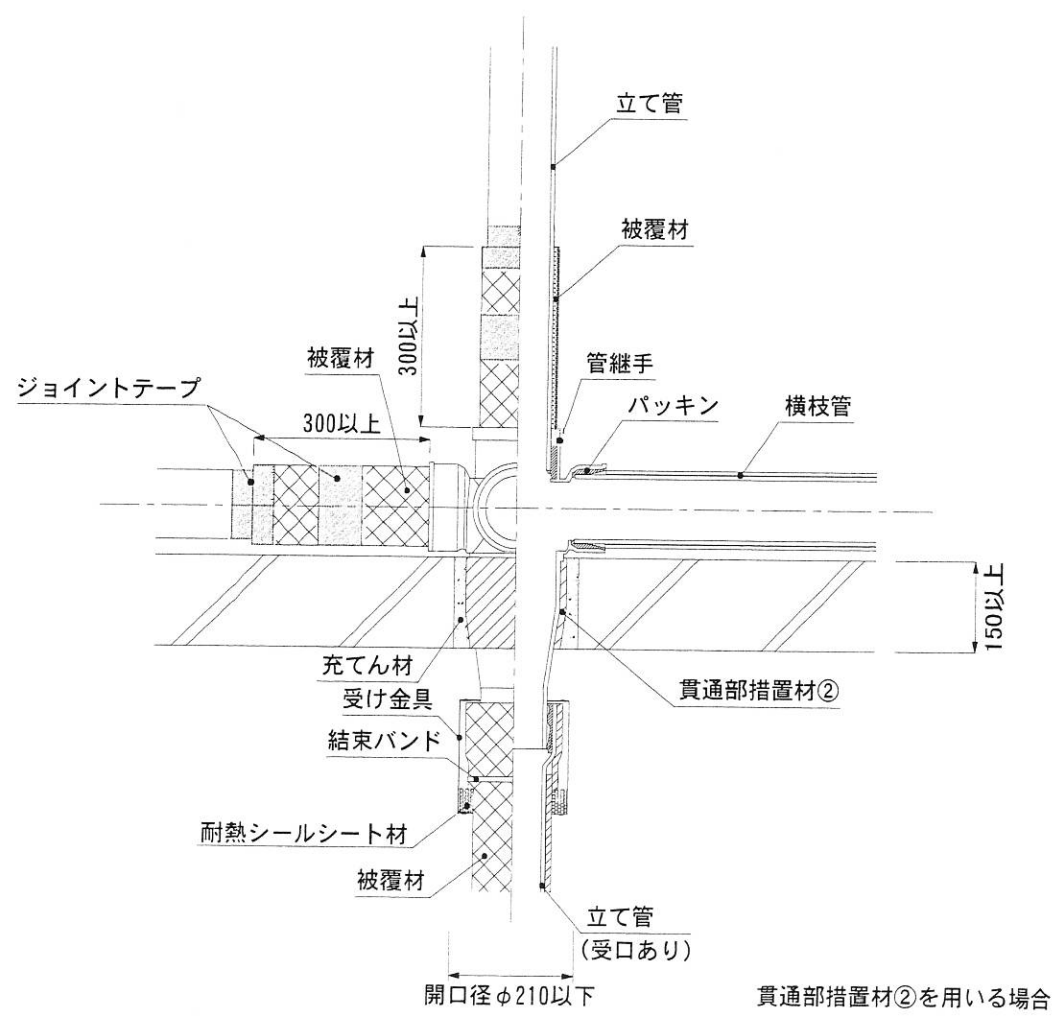 立て管
被覆材
300以上
被覆材
管継手
ジョイントテープ
パッキン
横枝管
300以上
150以上
充てん材
貫通部措置材②
受け金具
結束バンド
耐熱シールシート材
被覆材
立て管
(受口あり)
開口径φ210以下
貫通部措置材②を用いる場合